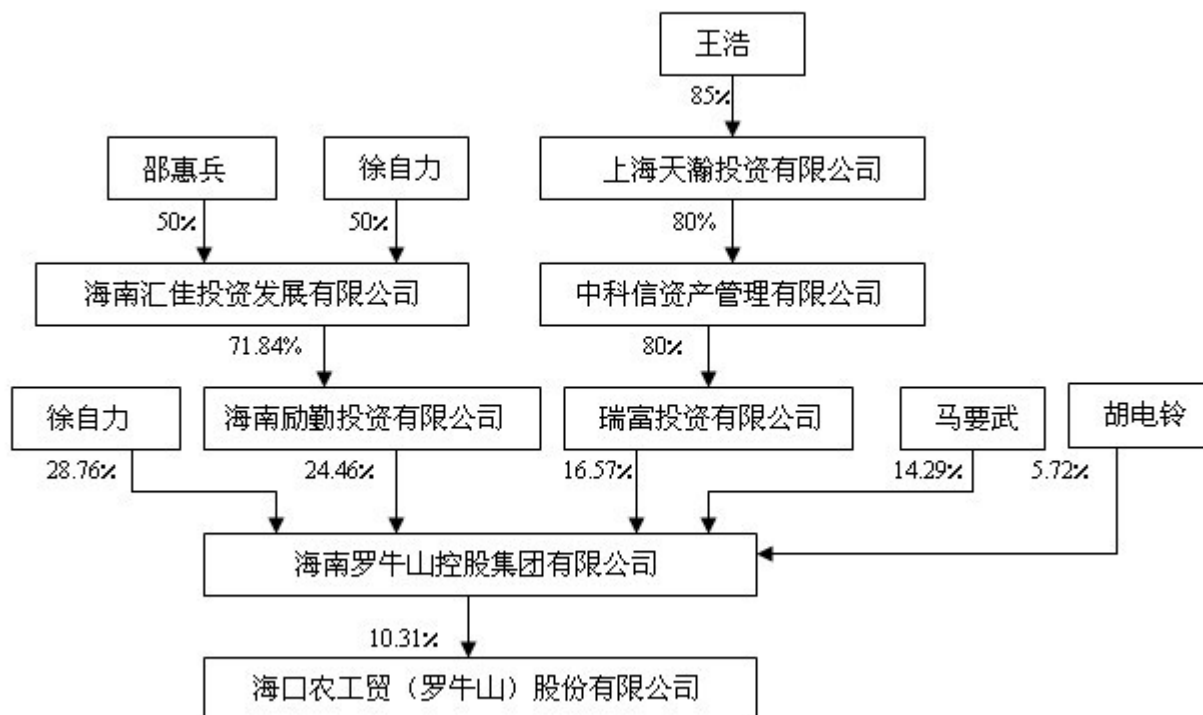 王浩
85%
邵惠兵
徐自力
上海天瀚投资有限公司
50%
50%
80%
海南汇佳投资发展有限公司
中科信资产管理有限公司
71.84%
80%
徐自力
海南励勤投资有限公司
瑞富投资有限公司
马要武
胡电铃
28.76%
24.46%
16.57%
14.29%
5.72%
海南罗牛山控股集团有限公司
10.31%
海口农工贸（罗牛山）股份有限公司